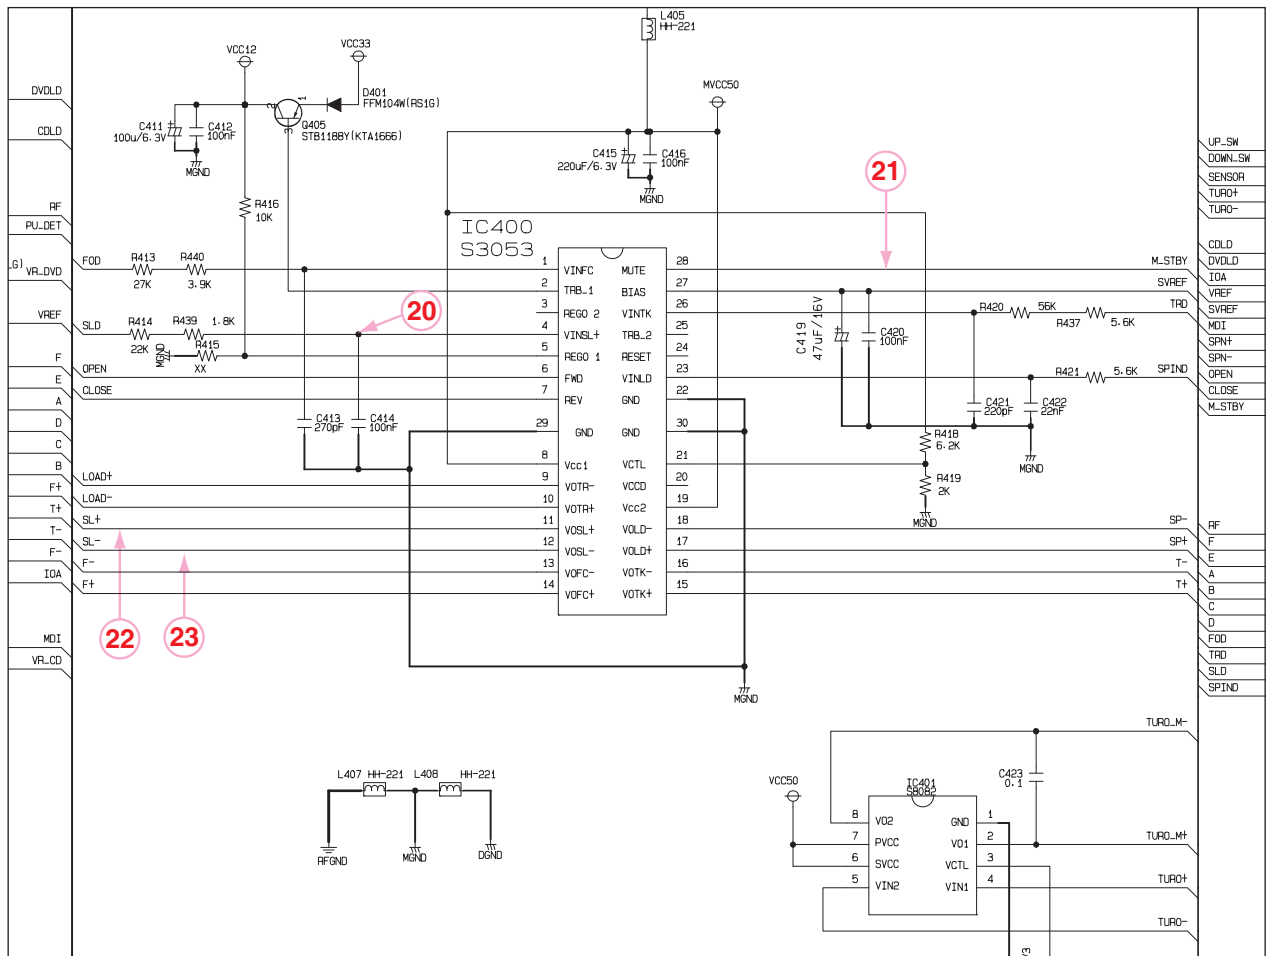 L405
HH-221
VCC12
VCC33
MVCC50
D401
FFM104W(RS1G)
Q405
STB1188Y(KTA1666)
2
1
3
C411
100u/6.3V
+
C412
100nF
MGND
C415
220uF/6.3V
+
C416
100nF
MGND
R416
10K
IC400
S3053
21
20
22
23
DVDLD
CDLD
RF
PU_DET
VR_DVD
VREF
F
E
A
D
C
B
F+
T+
T-
F-
IOA
MDI
VR_CD
FOD
SLD
OPEN
CLOSE
LOAD+
LOAD-
SL+
SL-
F-
F+
R413
27K
R440
3.9K
R414
22K
R439
1.8K
R415
XX
MGND
C413
270pF
C414
100nF
1 VINFC MUTE 28
2 TRB_1 BIAS 27
3 REGO 2 VINTK 26
4 VINSL+ TRB_2 25
5 REGO 1 RESET 24
6 FWD VINLD 23
7 REV GND 22
29 GND GND 30
8 Vcc1 VCTL 21
9 VOTR- VCCD 20
10 VOTR+ Vcc2 19
11 VOSL+ VOLD- 18
12 VOSL- VOLD+ 17
13 VOFC- VOTK- 16
14 VOFC+ VOTK+ 15
MGND
C419
47uF/16V
+
C420
100nF
R420
56K
R437
5.6K
R421
5.6K
C421
220pF
C422
22nF
MGND
R418
6.2K
R419
2K
MGND
M_STBY
SVREF
TRD
SPIND
SP-
SP+
T-
T+
UP_SW
DOWN_SW
SENSOR
TURO+
TURO-
CDLD
DVDLD
IOA
VREF
SVREF
MDI
SPN+
SPN-
OPEN
CLOSE
M_STBY
RF
F
E
A
B
C
D
FOD
TRD
SLD
SPIND
L407 HH-221 L408 HH-221
RFGND
MGND
DGND
VCC50
IC401
S8082
8 VO2 GND 1
7 PVCC VO1 2
6 SVCC VCTL 3
5 VIN2 VIN1 4
C423
0.1
TURO_M-
TURO_M+
TURO+
TURO-